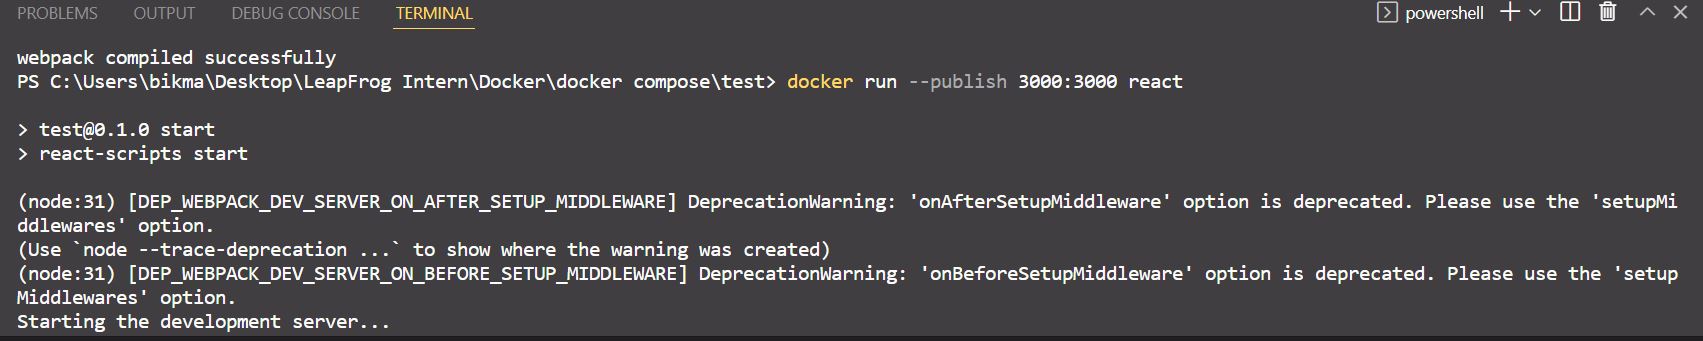 PROBLEMS OUTPUT DEBUG CONSOLE TERMINAL powershell
webpack compiled successfully
PS C:\Users\bikma\Desktop\LeapFrog Intern\Docker\docker compose\test> docker run --publish 3000:3000 react
> test@0.1.0 start
> react-scripts start
(node:31) [DEP_WEBPACK_DEV_SERVER_ON_AFTER_SETUP_MIDDLEWARE] DeprecationWarning: 'onAfterSetupMiddleware' option is deprecated. Please use the 'setupMi
ddlewares' option.
(Use `node --trace-deprecation ...` to show where the warning was created)
(node:31) [DEP_WEBPACK_DEV_SERVER_ON_BEFORE_SETUP_MIDDLEWARE] DeprecationWarning: 'onBeforeSetupMiddleware' option is deprecated. Please use the 'setup
Middlewares' option.
Starting the development server...